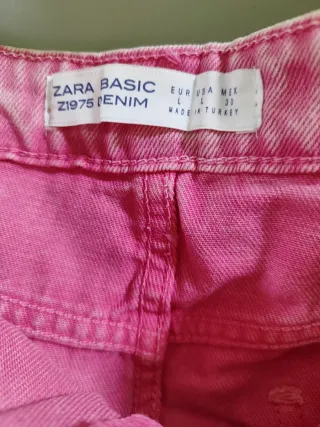 ZARA BASIC
Z1975 DENIM
EUR USA MEX
L L 30
MADE IN TURKEY